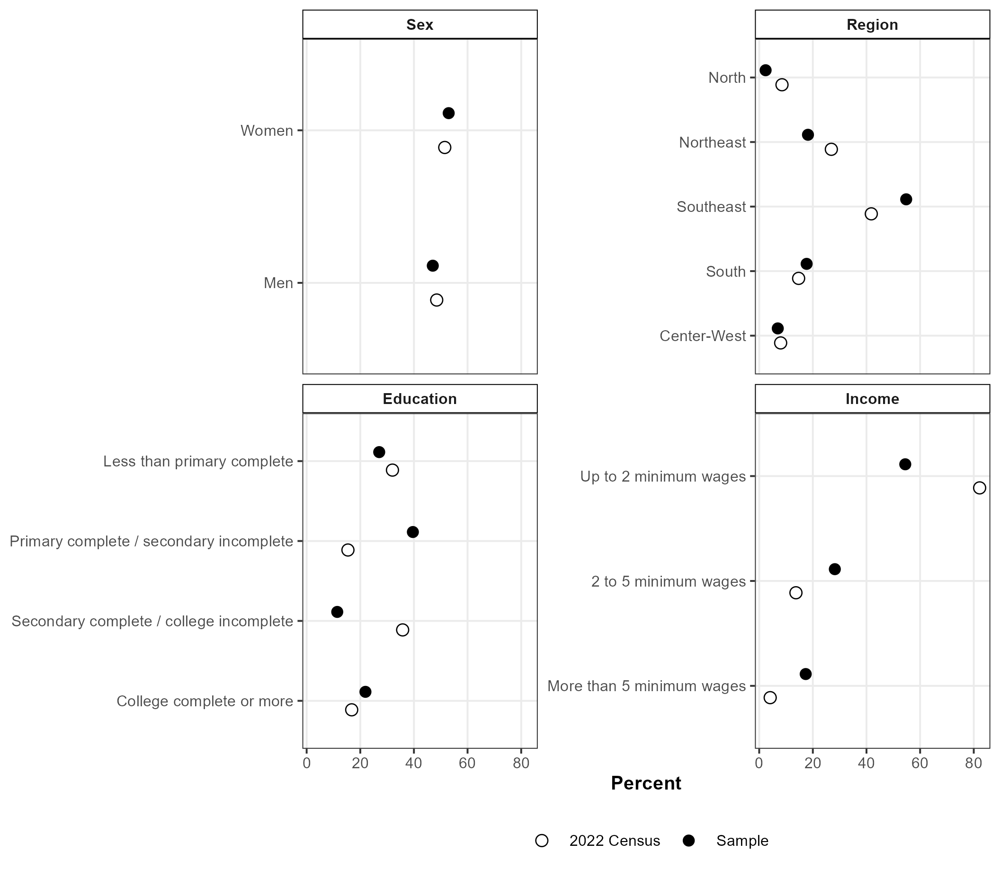 Sex
Women
Men
Region
North
Northeast
Southeast
South
Center-West
Education
Less than primary complete
Primary complete / secondary incomplete
Secondary complete / college incomplete
College complete or more
0 20 40 60 80
Income
Up to 2 minimum wages
2 to 5 minimum wages
More than 5 minimum wages
0 20 40 60 80
Percent
2022 Census Sample